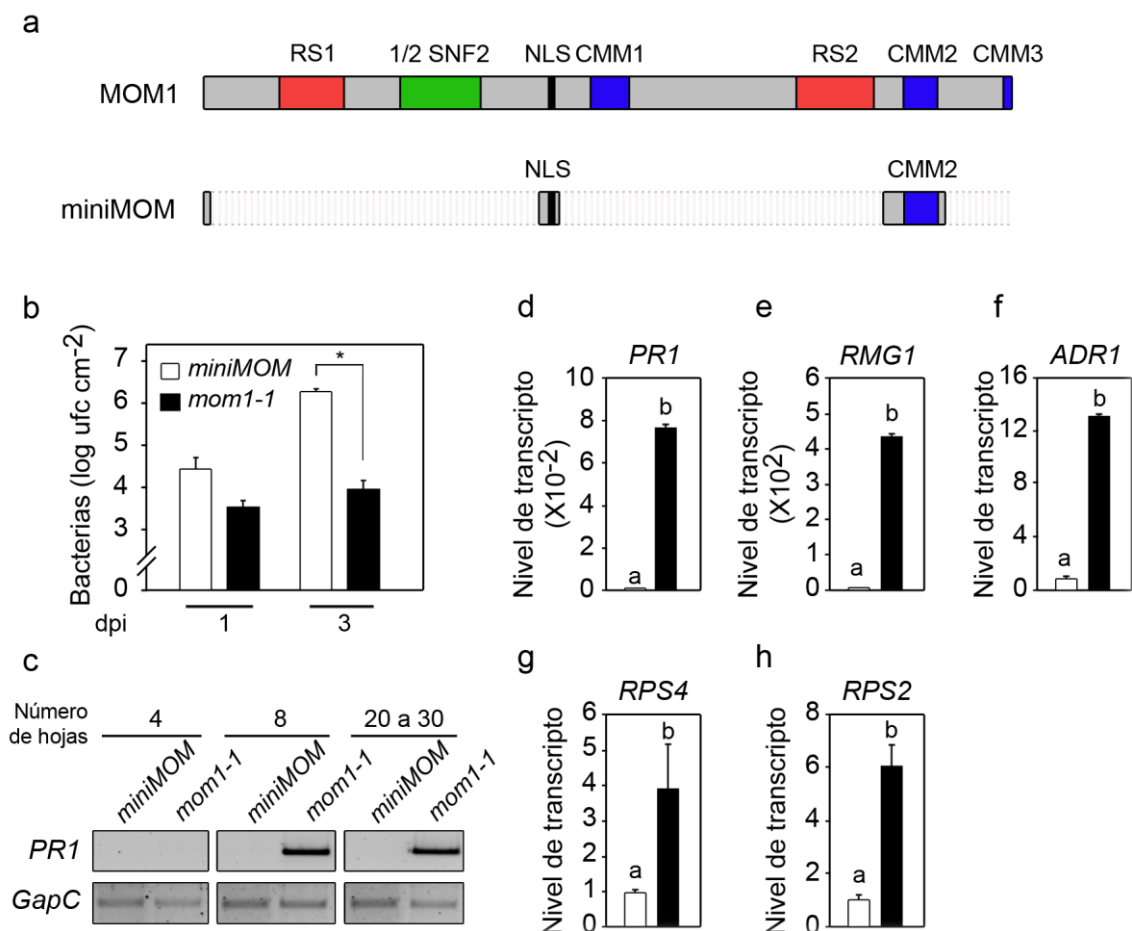 a
RS1 1/2 SNF2 NLS CMM1 RS2 CMM2 CMM3
MOM1
NLS CMM2
miniMOM
b
Bacterias (log ufc cm-2)
7
6
5
4
3
0
miniMOM
mom1-1
*
dpi 1 3
c
Número de hojas
4 8 20 a 30
miniMOM mom1-1 miniMOM mom1-1 miniMOM mom1-1
PR1
GapC
d
PR1
Nivel de transcripto (X10-2)
10
8
6
4
2
0
a b
e
RMG1
Nivel de transcripto (X102)
6
5
4
3
2
1
0
a b
f
ADR1
Nivel de transcripto
16
12
9
6
3
0
a b
g
RPS4
Nivel de transcripto
6
5
4
3
2
1
0
a b
h
RPS2
Nivel de transcripto
8
6
4
2
0
a b